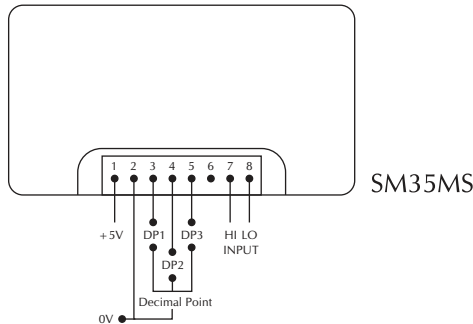 1 2 3 4 5 6 7 8
SM35MS
+5V DP1 DP3 HI LO
INPUT
DP2
Decimal Point
0V